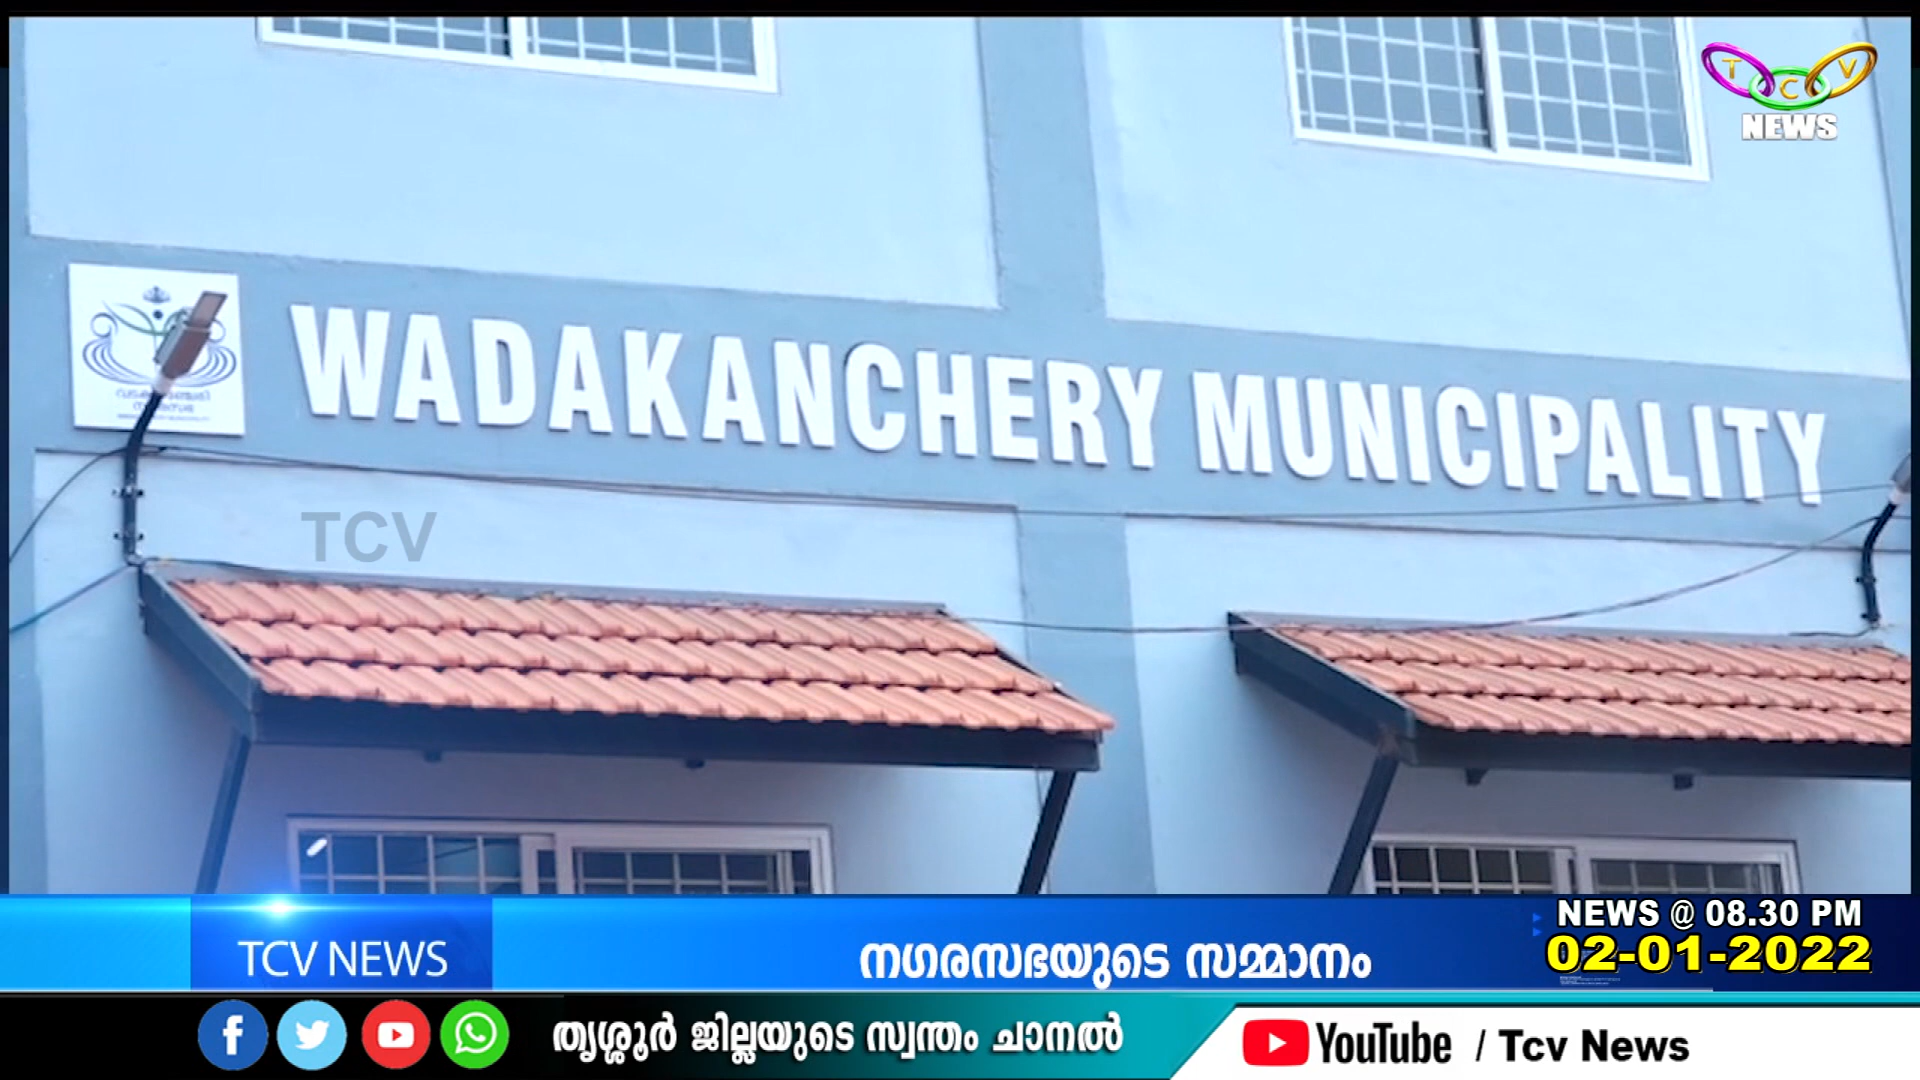 T C V
NEWS
WADAKANCHERY MUNICIPALITY
TCV
NEWS @ 08.30 PM
TCV NEWS
നഗരസഭയുടെ സമ്മാനം
02-01-2022
തൃശ്ശൂർ ജില്ലയുടെ സ്വന്തം ചാനൽ
YouTube / Tcv News